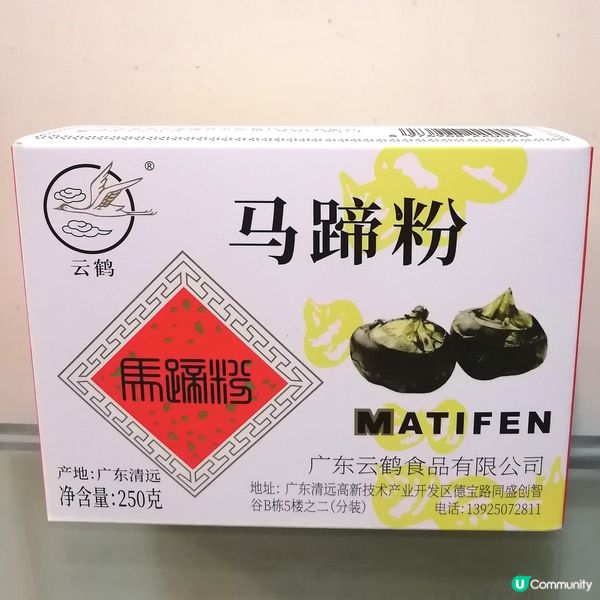 ®
云鹤
马蹄粉
馬蹄粉
MATIFEN
产地:广东清远
净含量:250克
广东云鹤食品有限公司
地址:广东清远高新技术产业开发区德宝路同盛创智
谷B栋5楼之二(分装)
电话:13925072811
U Community